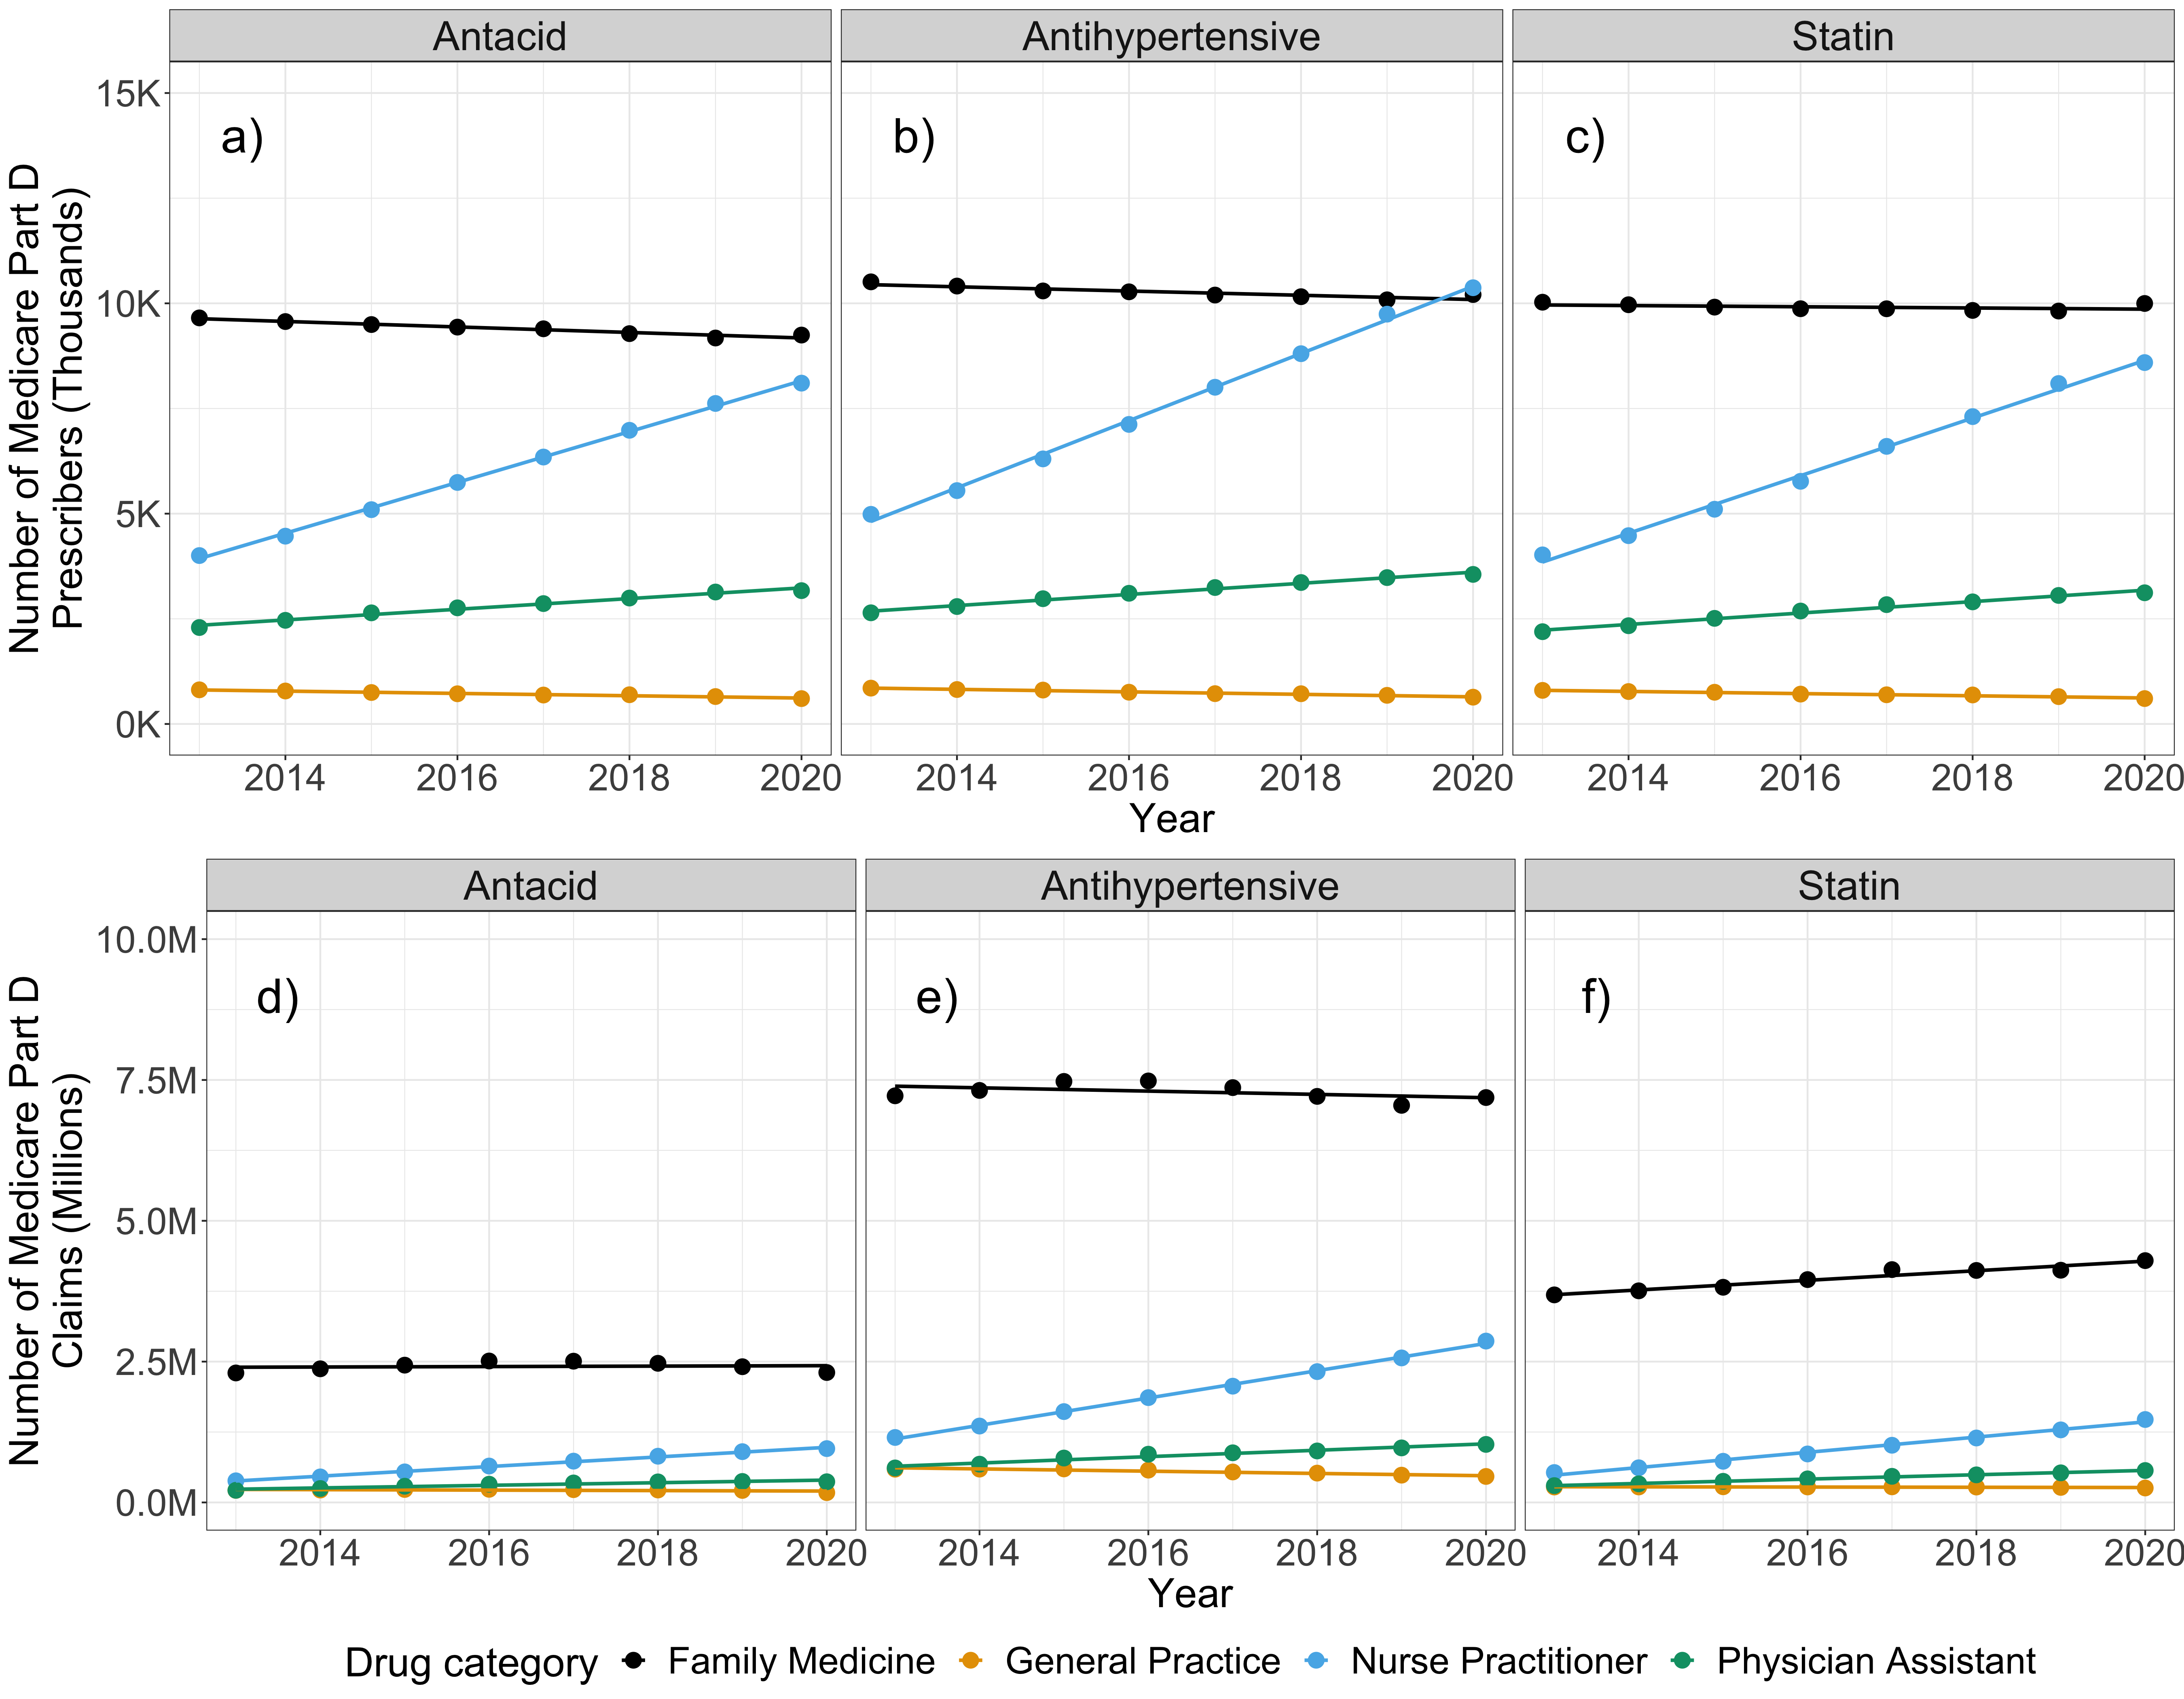 Antacid Antihypertensive Statin
Number of Medicare Part D
Prescribers (Thousands)
15K
10K
5K
0K
a) b) c)
2014 2016 2018 2020 2014 2016 2018 2020 2014 2016 2018 2020
Year
Antacid Antihypertensive Statin
Number of Medicare Part D
Claims (Millions)
10.0M
7.5M
5.0M
2.5M
0.0M
d) e) f)
2014 2016 2018 2020 2014 2016 2018 2020 2014 2016 2018 2020
Year
Drug category Family Medicine General Practice Nurse Practitioner Physician Assistant